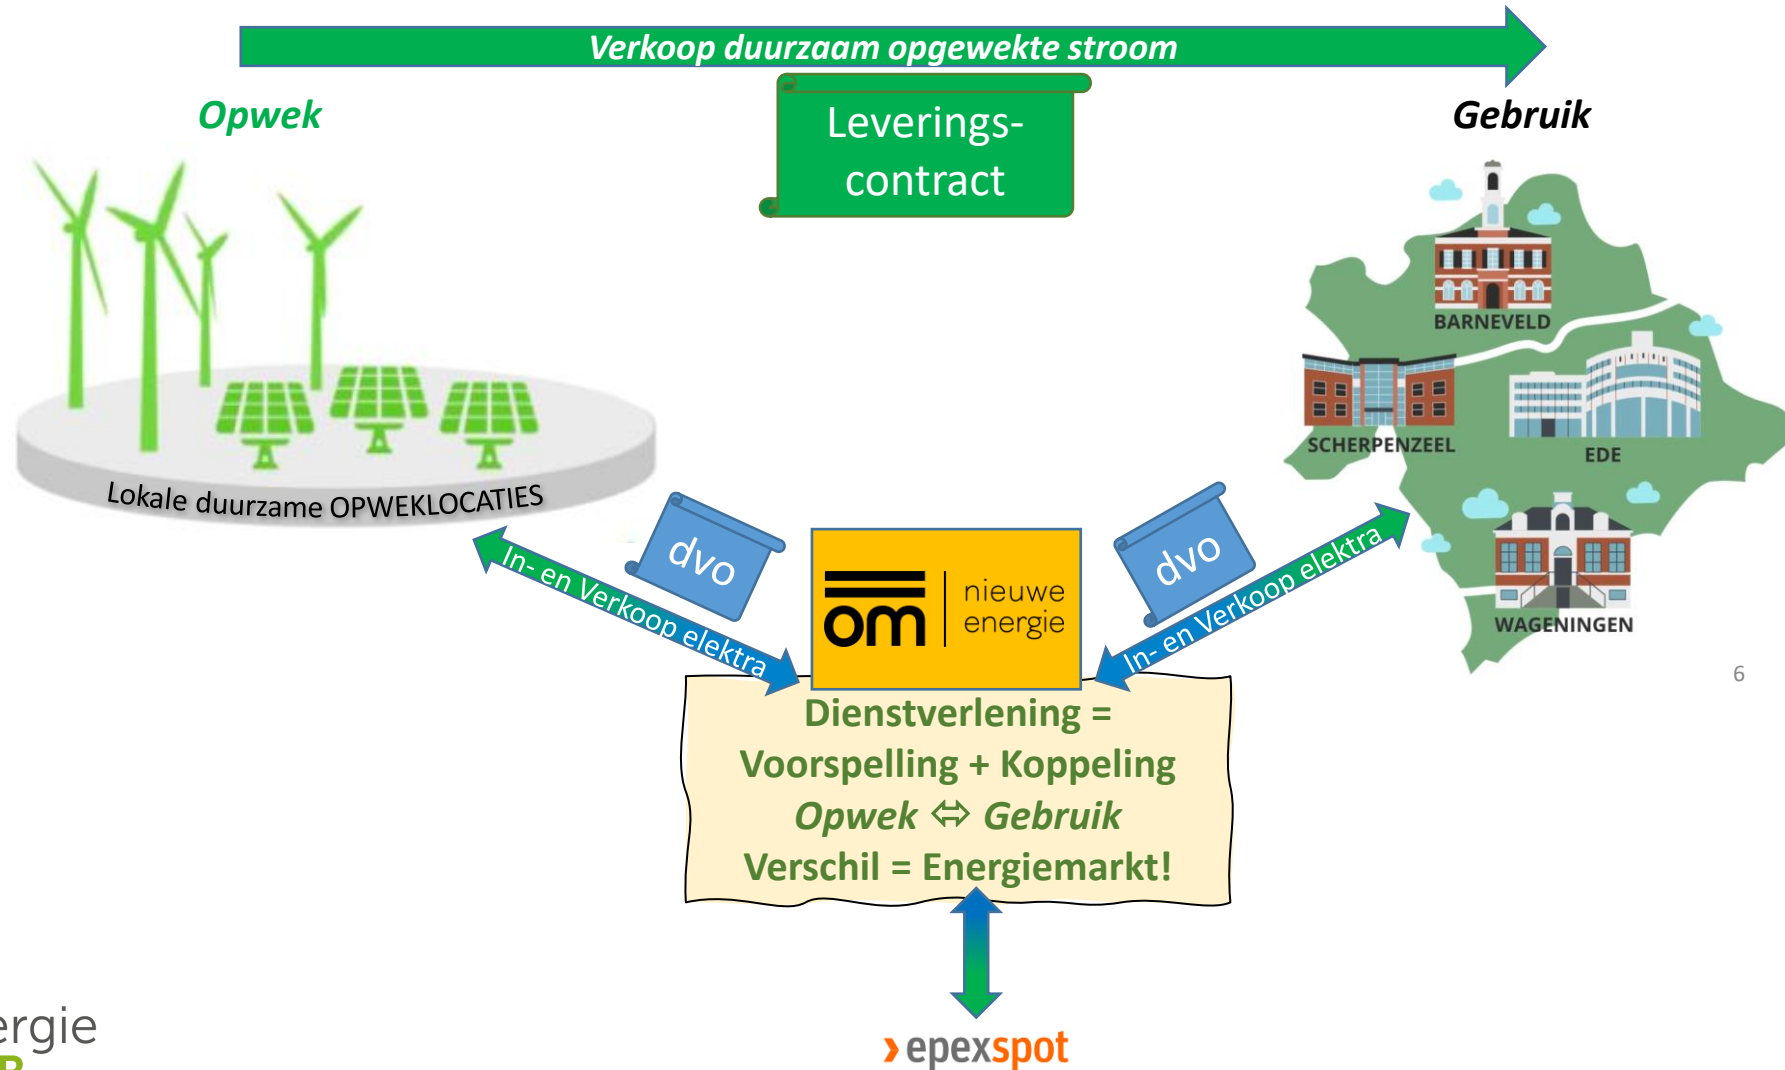 Verkoop duurzaam opgewekte stroom
Opwek
Leverings-
contract
Gebruik
BARNEVELD
SCHERPENZEEL
EDE
WAGENINGEN
Lokale duurzame OPWEKLOCATIES
dvo
In- en Verkoop elektra
om
nieuwe
energie
dvo
In- en Verkoop elektra
6
Dienstverlening =
Voorspelling + Koppeling
Opwek ⇔ Gebruik
Verschil = Energiemarkt!
epexspot
ergie